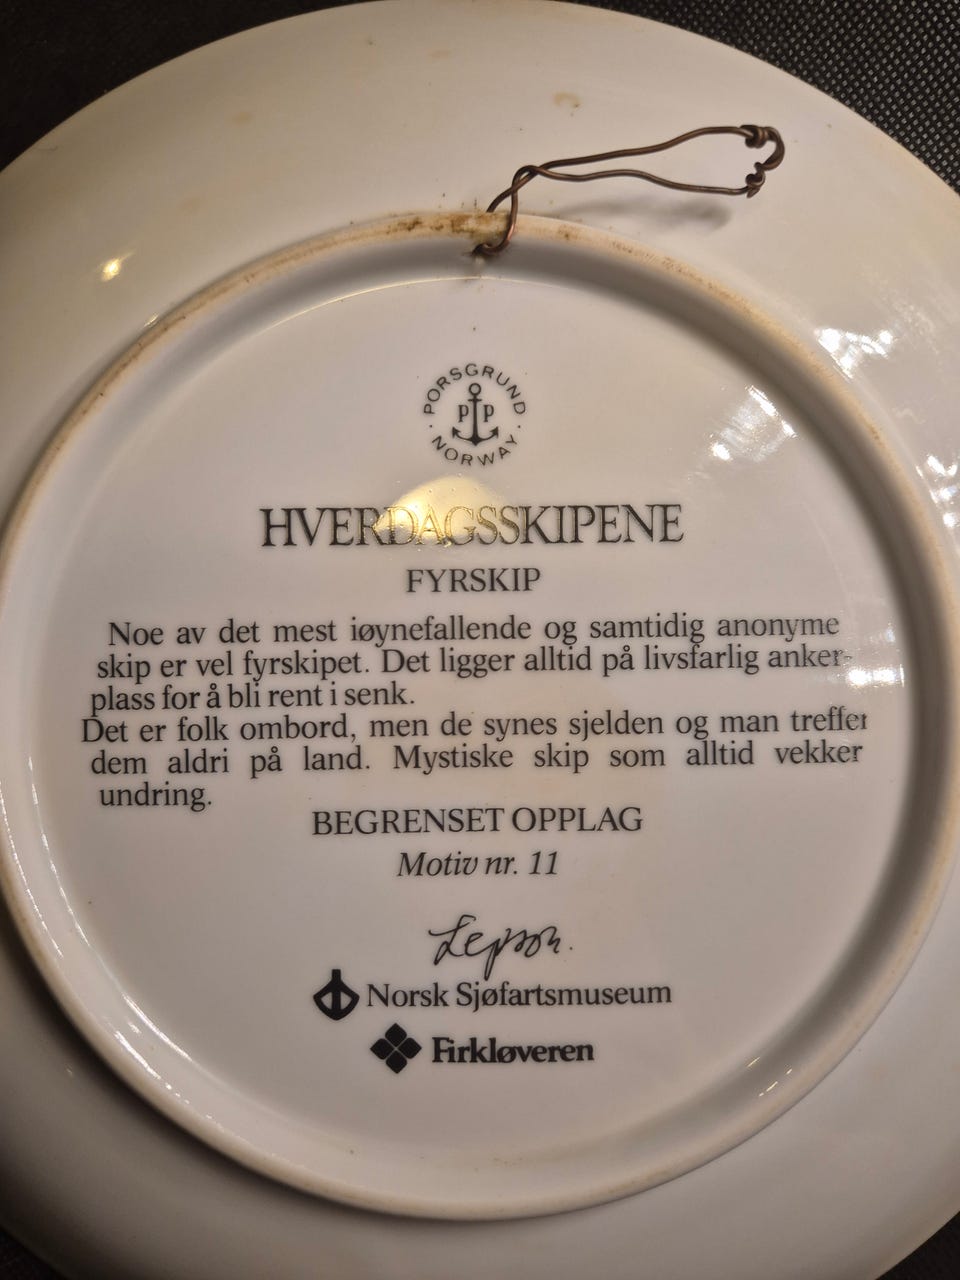 PORSGRUND
PP
NORWAY
HVERDAGSSKIPENE
FYRSKIP
Noe av det mest iøynefallende og samtidig anonyme
skip er vel fyrskipet. Det ligger alltid på livsfarlig anker-
plass for å bli rent i senk.
Det er folk ombord, men de synes sjelden og man treffer
dem aldri på land. Mystiske skip som alltid vekker
undring.
BEGRENSET OPPLAG
Motiv nr. 11
Norsk Sjøfartsmuseum
Firkløveren